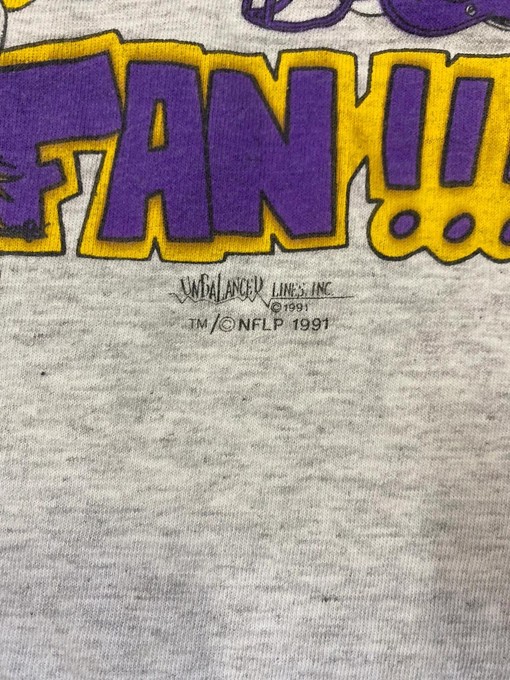 FAN!!!
UNBALANCED LINES, INC.
©1991
TM/©NFLP 1991